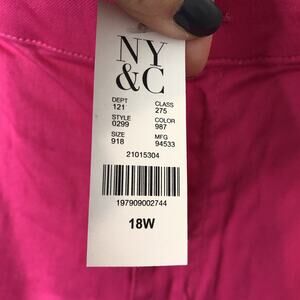 NY
&C
DEPT CLASS
121 275
STYLE COLOR
0299 987
SIZE MFG
918 94533
21015304
197909002744
18W